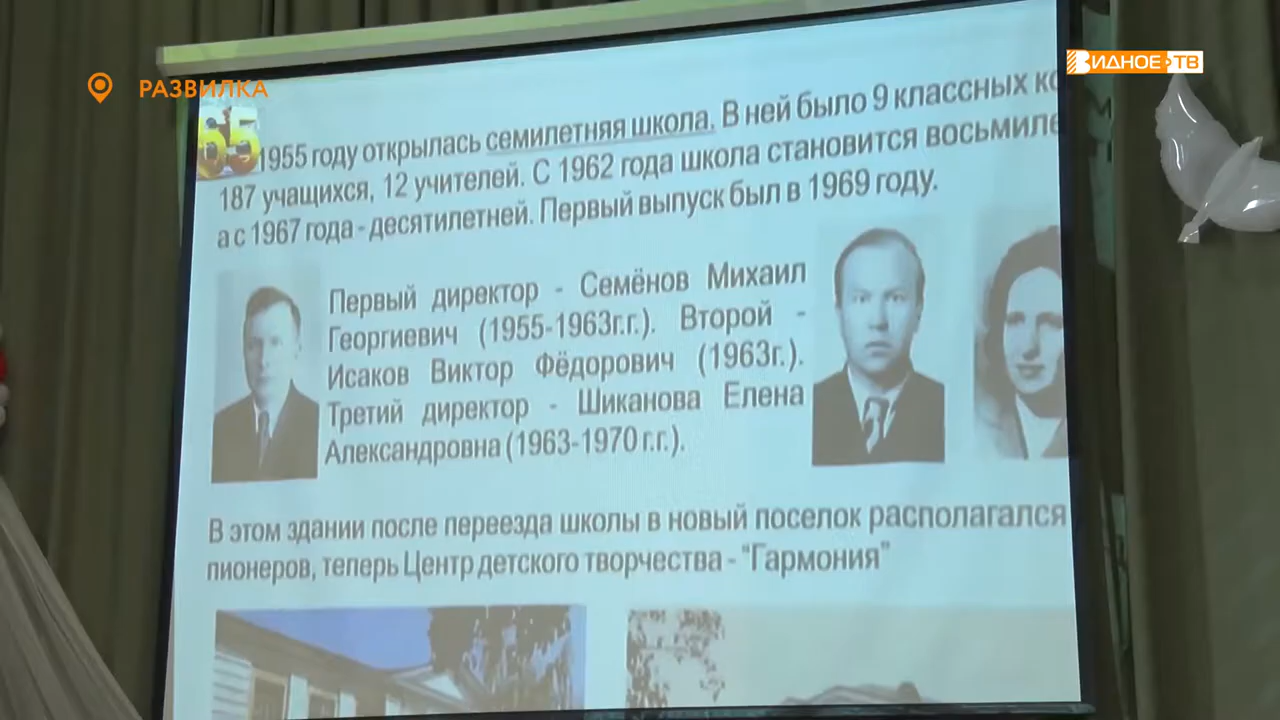 РАЗВИЛКА
ВИДНОЕ ТВ
65
1955 году открылась семилетняя школа. В ней было 9 классных
187 учащихся, 12 учителей. С 1962 года школа становится
а с 1967 года - десятилетней. Первый выпуск был в 1969 году.
Первый директор - Семёнов Михаил
Георгиевич (1955-1963г.г.). Второй -
Исаков Виктор Фёдорович (1963г.).
Третий директор - Шиканова Елена
Александровна (1963-1970 г.г.).
В этом здании после переезда школы в новый поселок располагался
пионеров, теперь Центр детского творчества - "Гармония"